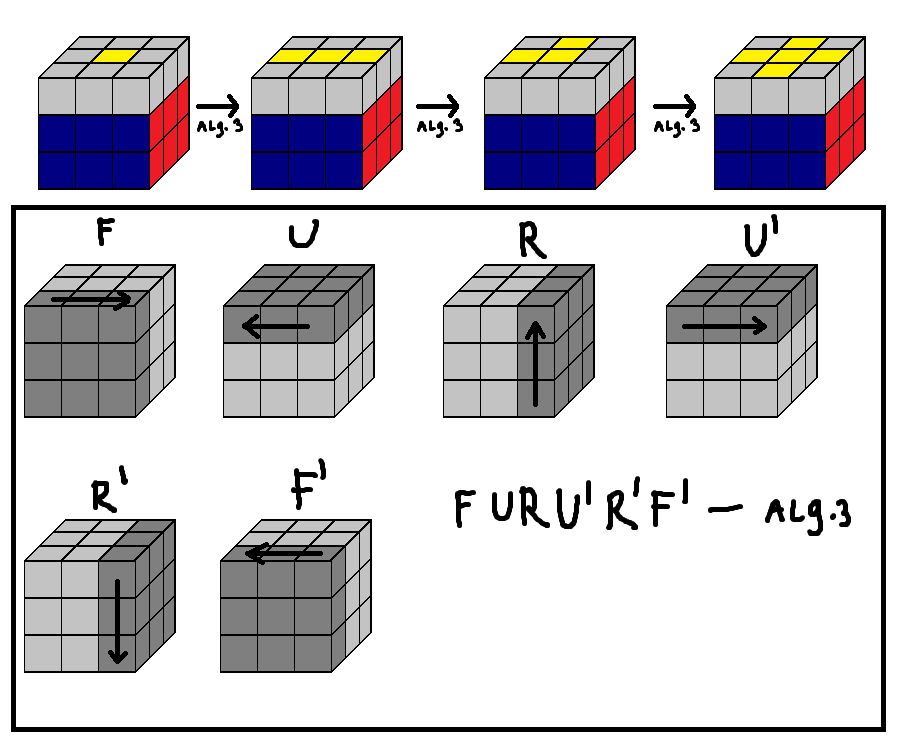 ALg.3 ALg.3 ALg.3
F U R U'
R' F'
F U R U' R' F' — ALg.3